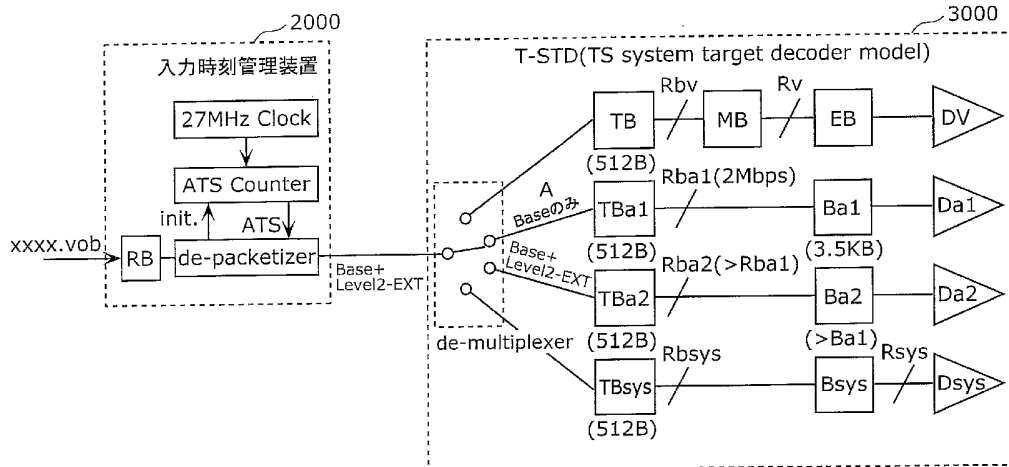 2000
3000
入力時刻管理装置
27MHz Clock
ATS Counter
init.
ATS
xxxx.vob
RB
de-packetizer
Base+
Level2-EXT
T-STD(TS system target decoder model)
de-multiplexer
Rbv
Rv
TB
MB
EB
DV
(512B)
A
Baseのみ
Rba1(2Mbps)
TBa1
Ba1
Da1
(512B)
(3.5KB)
Base+
Level2-EXT
Rba2(>Rba1)
TBa2
Ba2
Da2
(512B)
(>Ba1)
Rbsys
Rsys
TBsys
Bsys
Dsys
(512B)